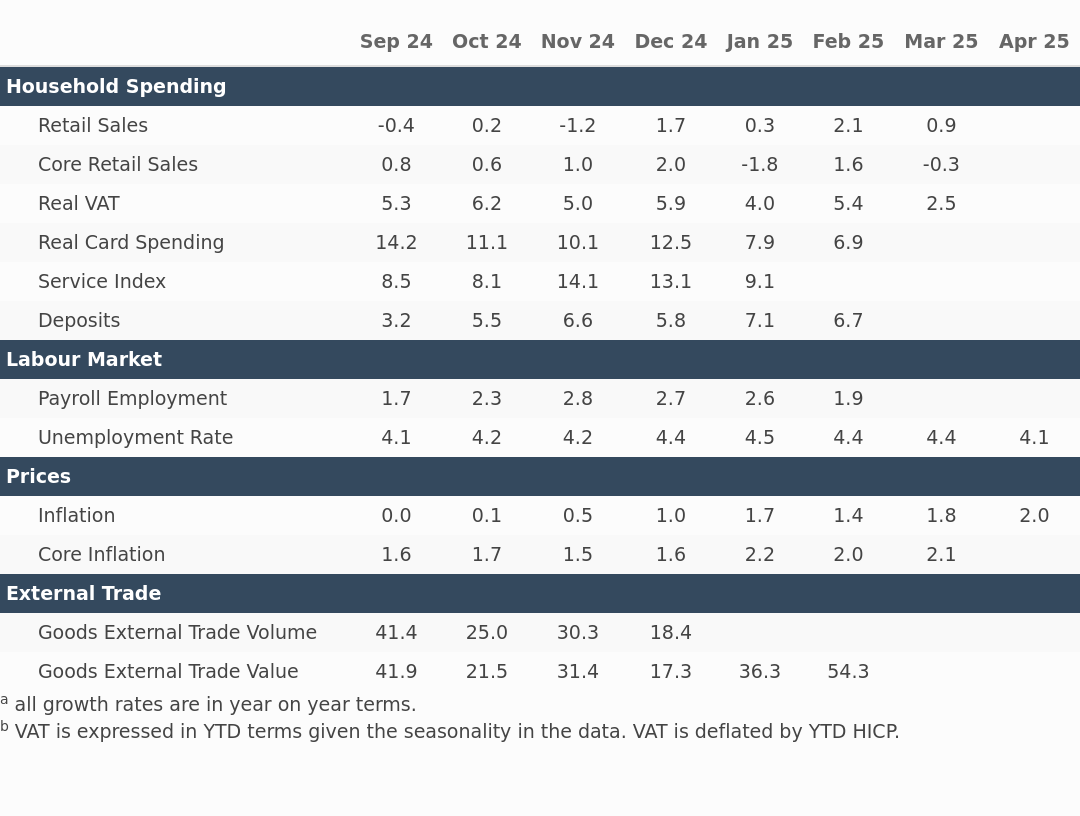 Sep 24 Oct 24 Nov 24 Dec 24 Jan 25 Feb 25 Mar 25 Apr 25
Household Spending
Retail Sales -0.4 0.2 -1.2 1.7 0.3 2.1 0.9
Core Retail Sales 0.8 0.6 1.0 2.0 -1.8 1.6 -0.3
Real VAT 5.3 6.2 5.0 5.9 4.0 5.4 2.5
Real Card Spending 14.2 11.1 10.1 12.5 7.9 6.9
Service Index 8.5 8.1 14.1 13.1 9.1
Deposits 3.2 5.5 6.6 5.8 7.1 6.7
Labour Market
Payroll Employment 1.7 2.3 2.8 2.7 2.6 1.9
Unemployment Rate 4.1 4.2 4.2 4.4 4.5 4.4 4.4 4.1
Prices
Inflation 0.0 0.1 0.5 1.0 1.7 1.4 1.8 2.0
Core Inflation 1.6 1.7 1.5 1.6 2.2 2.0 2.1
External Trade
Goods External Trade Volume 41.4 25.0 30.3 18.4
Goods External Trade Value 41.9 21.5 31.4 17.3 36.3 54.3
a all growth rates are in year on year terms.
b VAT is expressed in YTD terms given the seasonality in the data. VAT is deflated by YTD HICP.